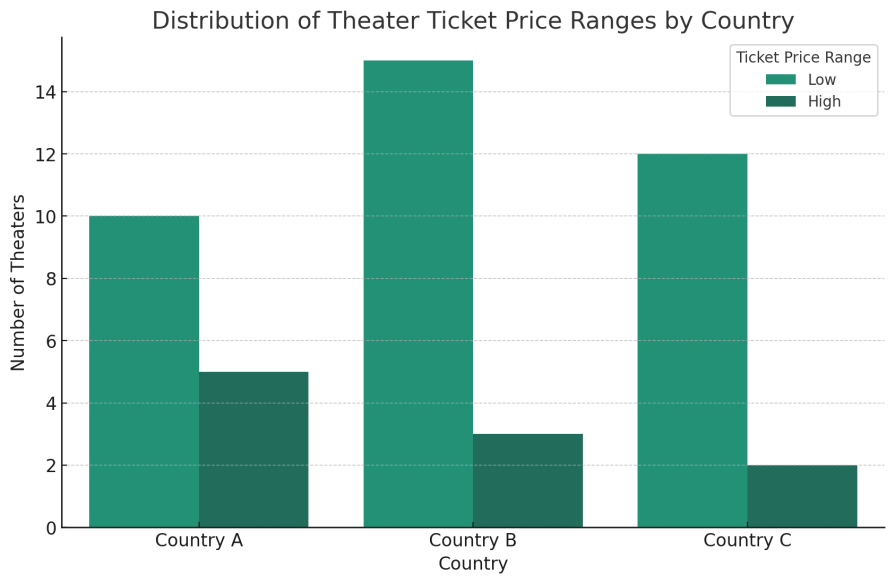 Distribution of Theater Ticket Price Ranges by Country
Ticket Price Range
Low
High
Number of Theaters
14
12
10
8
6
4
2
0
Country A
Country B
Country C
Country